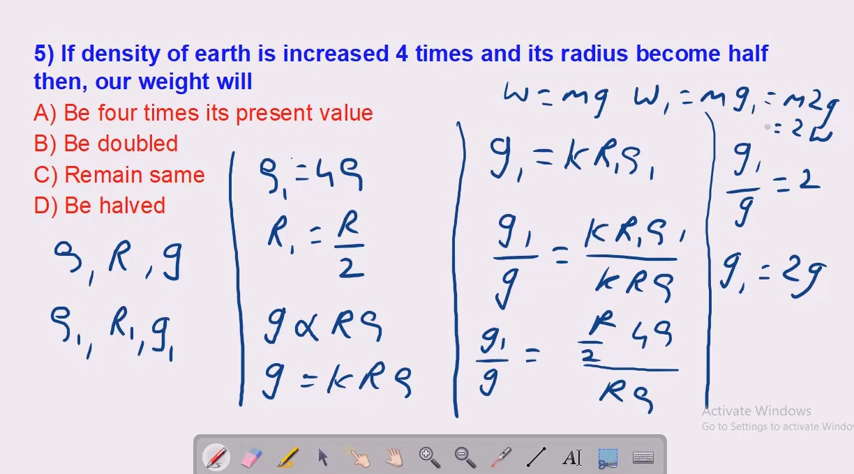 5) If density of earth is increased 4 times and its radius become half
then, our weight will
A) Be four times its present value
B) Be doubled
C) Remain same
D) Be halved
ρ, R, g
ρ₁, R₁, g₁
ρ₁ = 4ρ
R₁ = R/2
g ∝ Rρ
g = KRρ
W = mg W₁ = mg₁ = m2g
= 2W
g₁ = KR₁ρ₁
g₁/g = KR₁ρ₁/KRρ
g₁/g = R/2 4ρ/Rρ
g₁/g = 2
g₁ = 2g
Activate Windows
Go to Settings to activate Windo
AI